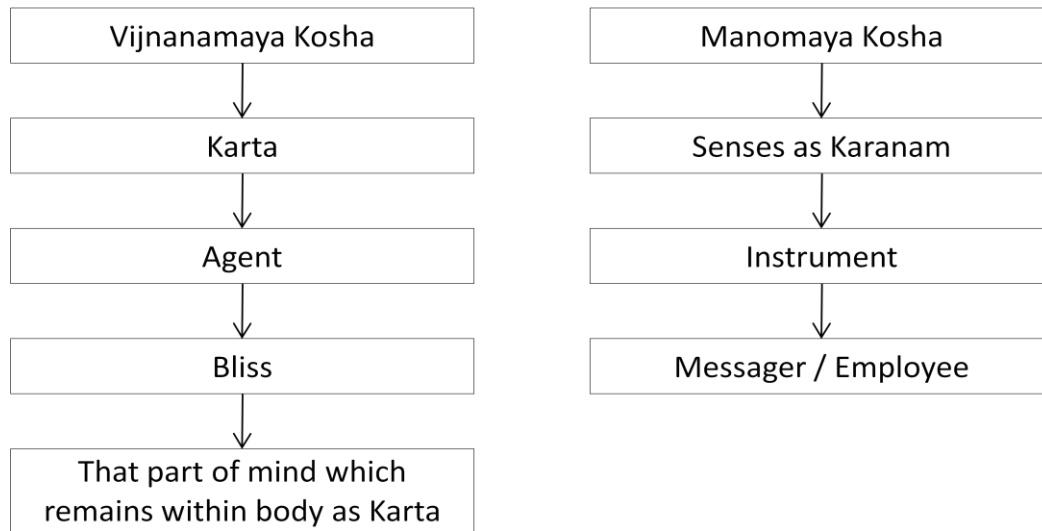 Vijnanamaya Kosha
Karta
Agent
Bliss
That part of mind which
remains within body as Karta
Manomaya Kosha
Senses as Karanam
Instrument
Messager / Employee